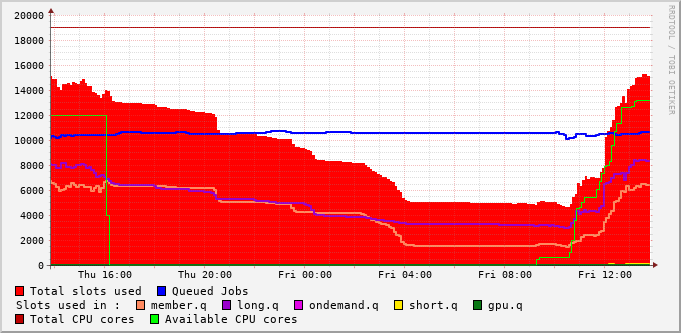 20000
18000
16000
14000
12000
10000
8000
6000
4000
2000
0
Thu 16:00 Thu 20:00 Fri 00:00 Fri 04:00 Fri 08:00 Fri 12:00
Total slots used Queued Jobs
Slots used in : member.q long.q ondemand.q short.q gpu.q
Total CPU cores Available CPU cores
RRDTOOL / TOBI OETIKER